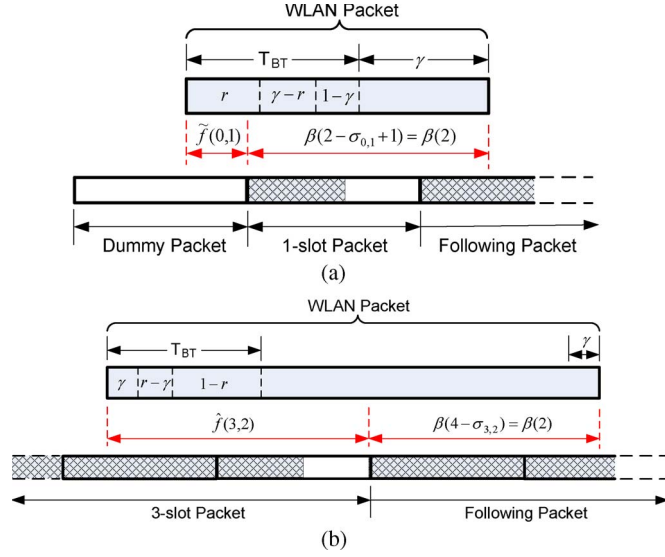 WLAN Packet
T_BT γ
r γ−r 1−γ
f̃(0,1) β(2−σ_{0,1}+1)=β(2)
Dummy Packet 1-slot Packet Following Packet
(a)
WLAN Packet
T_BT γ
γ r−γ 1−r
f̂(3,2) β(4−σ_{3,2})=β(2)
3-slot Packet Following Packet
(b)